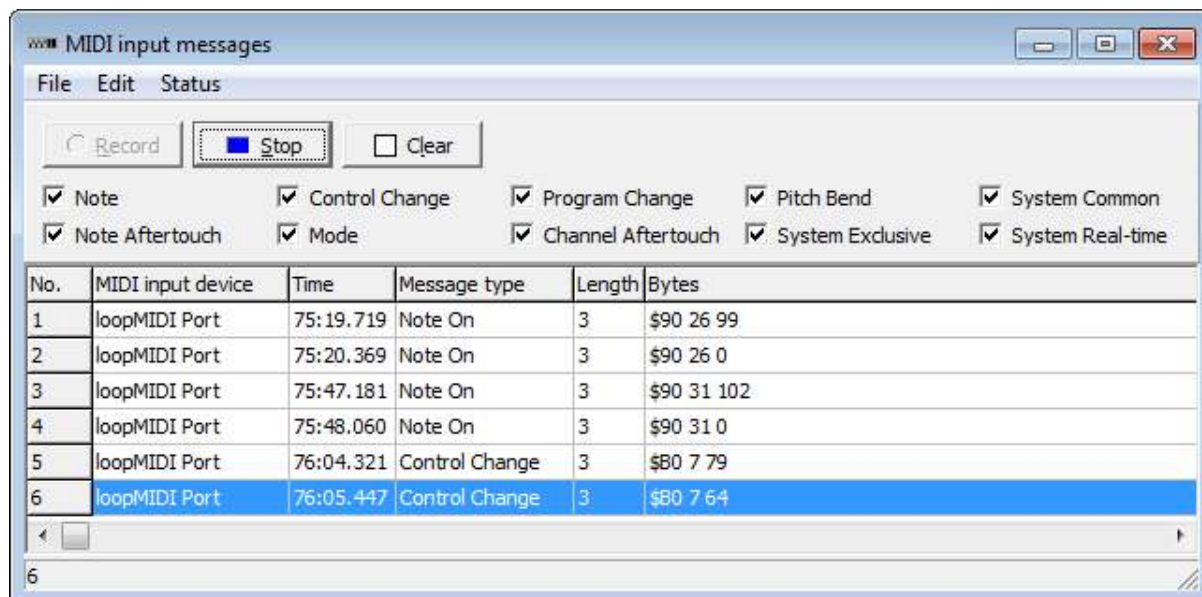 MIDI input messages
File Edit Status
Record Stop Clear
Note Control Change Program Change Pitch Bend System Common
Note Aftertouch Mode Channel Aftertouch System Exclusive System Real-time
No. MIDI input device Time Message type Length Bytes
1 loopMIDI Port 75:19.719 Note On 3 $90 26 99
2 loopMIDI Port 75:20.369 Note On 3 $90 26 0
3 loopMIDI Port 75:47.181 Note On 3 $90 31 102
4 loopMIDI Port 75:48.060 Note On 3 $90 31 0
5 loopMIDI Port 76:04.321 Control Change 3 $B0 7 79
6 loopMIDI Port 76:05.447 Control Change 3 $B0 7 64
6